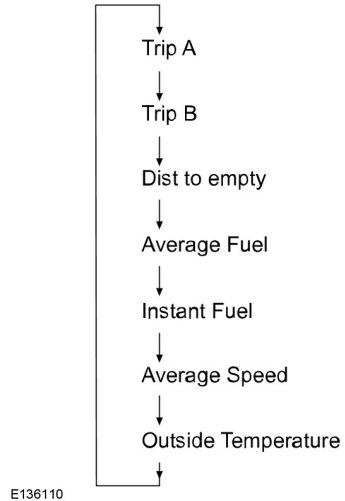 Trip A
Trip B
Dist to empty
Average Fuel
Instant Fuel
Average Speed
Outside Temperature
E136110